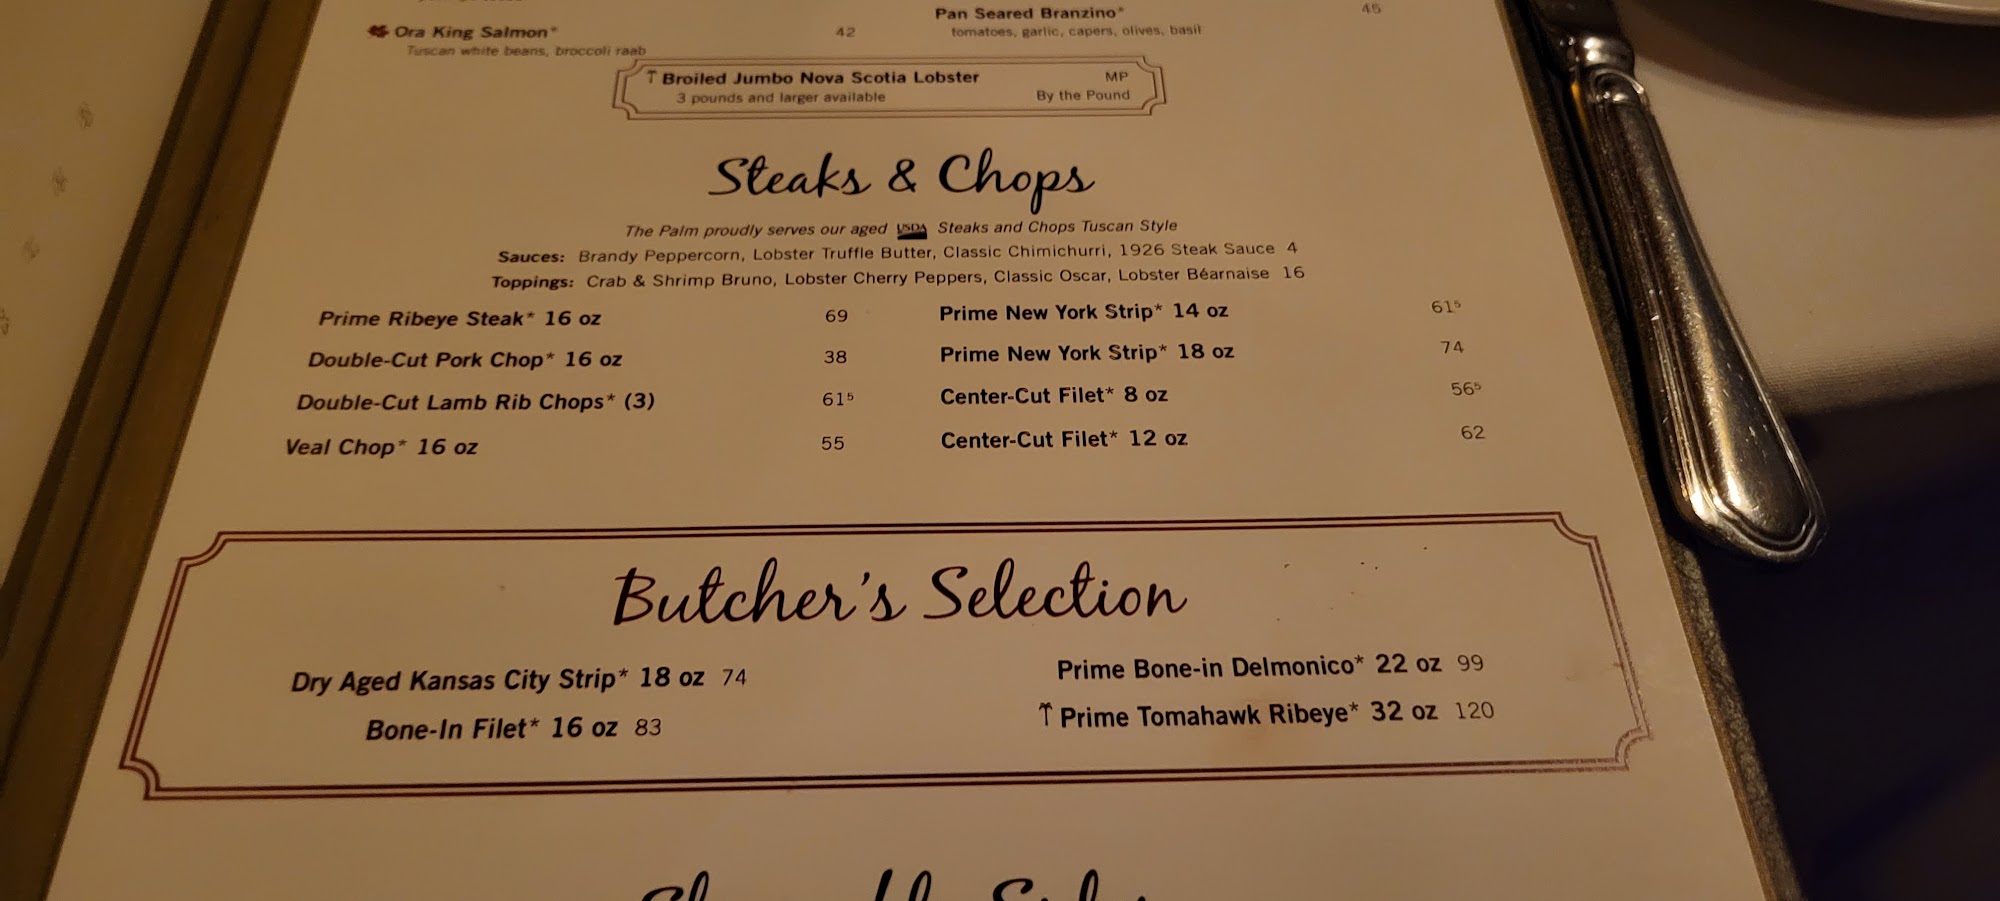 Pan Seared Branzino* 45
Ora King Salmon* 42
tomatoes, garlic, capers, olives, basil
Tuscan white beans, broccoli raab
Broiled Jumbo Nova Scotia Lobster MP
3 pounds and larger available By the Pound
Steaks & Chops
The Palm proudly serves our aged USDA Steaks and Chops Tuscan Style
Sauces: Brandy Peppercorn, Lobster Truffle Butter, Classic Chimichurri, 1926 Steak Sauce 4
Toppings: Crab & Shrimp Bruno, Lobster Cherry Peppers, Classic Oscar, Lobster Béarnaise 16
Prime Ribeye Steak* 16 oz 69
Double-Cut Pork Chop* 16 oz 38
Double-Cut Lamb Rib Chops* (3) 61⁵
Veal Chop* 16 oz 55
Prime New York Strip* 14 oz 61⁵
Prime New York Strip* 18 oz 74
Center-Cut Filet* 8 oz 56⁵
Center-Cut Filet* 12 oz 62
Butcher's Selection
Dry Aged Kansas City Strip* 18 oz 74
Bone-In Filet* 16 oz 83
Prime Bone-in Delmonico* 22 oz 99
Prime Tomahawk Ribeye* 32 oz 120